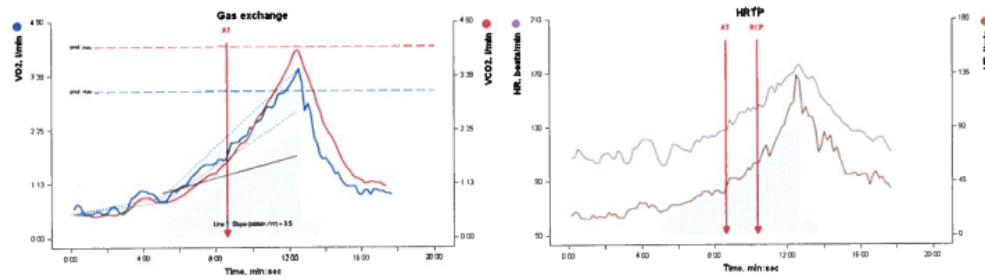 Gas exchange
AT
4 50
3 38
2 25
1 13
0 00
VO2, l/min
pred max
pred max
4 50
3 38
2 25
1 13
0 00
VCO2, l/min
0:00
4:00
8:00
12:00
16:00
20:00
Time, min:sec
AT
RCP
210
170
130
90
50
HR, beats/min
180
135
90
45
0
0:00
4:00
8:00
12:00
16:00
20:00
Time, min:sec